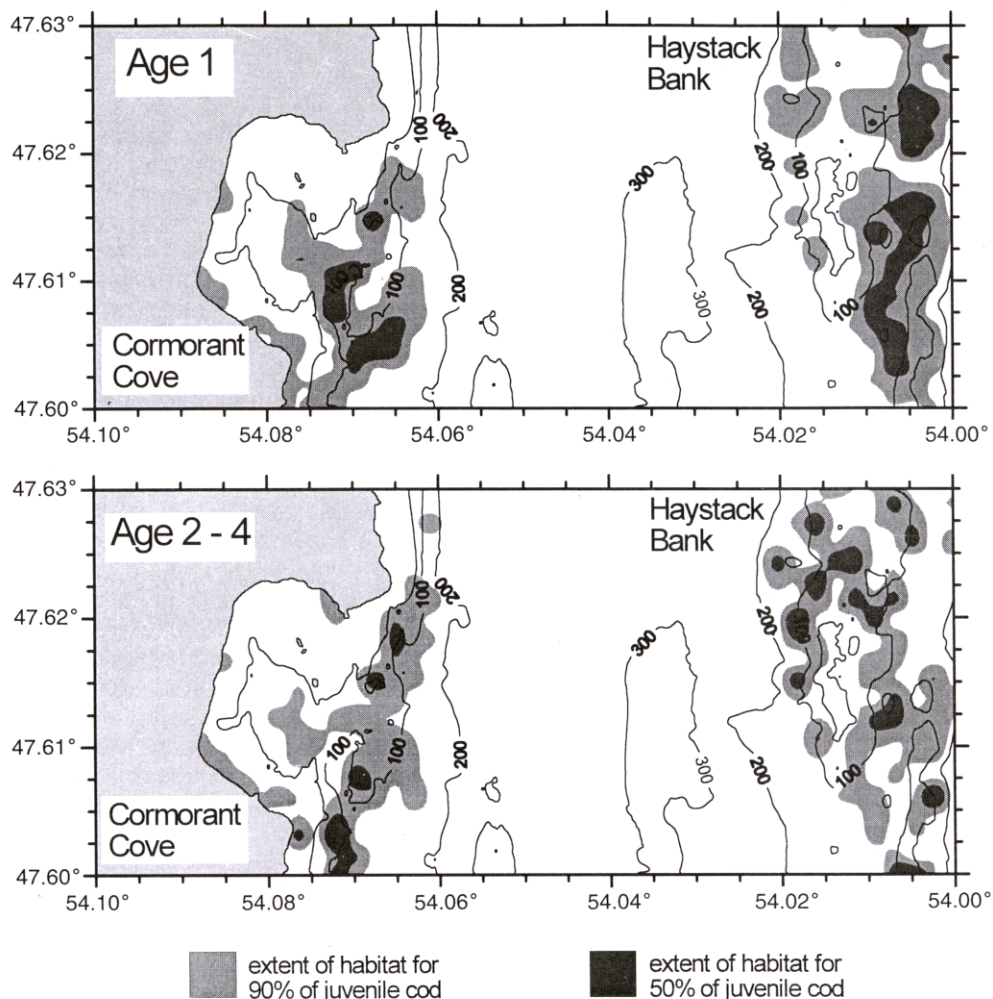 47.63°
Age 1
Haystack
Bank
100
200
47.62°
200
100
300
47.61°
100
100
200
300
200
100
Cormorant
Cove
47.60°
54.10°
54.08°
54.06°
54.04°
54.02°
54.00°
47.63°
Age 2 - 4
Haystack
Bank
100
200
47.62°
200
300
47.61°
100
100
200
300
200
100
Cormorant
Cove
47.60°
54.10°
54.08°
54.06°
54.04°
54.02°
54.00°
extent of habitat for
90% of juvenile cod
extent of habitat for
50% of juvenile cod